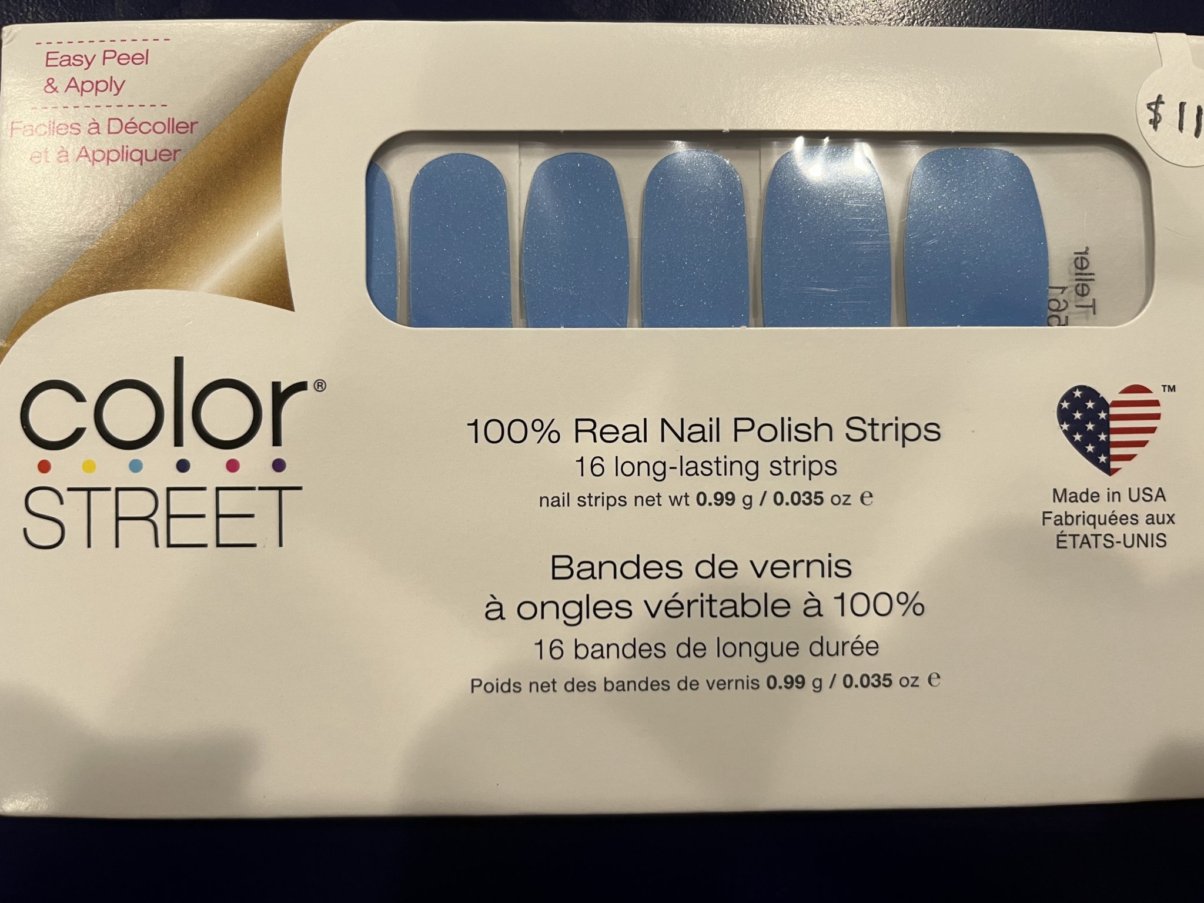 Easy Peel
& Apply
Faciles à Décoller
et à Appliquer
$11
color®
STREET
100% Real Nail Polish Strips
16 long-lasting strips
nail strips net wt 0.99 g / 0.035 oz ℮
Bandes de vernis
à ongles véritable à 100%
16 bandes de longue durée
Poids net des bandes de vernis 0.99 g / 0.035 oz ℮
™
Made in USA
Fabriquées aux
ÉTATS-UNIS